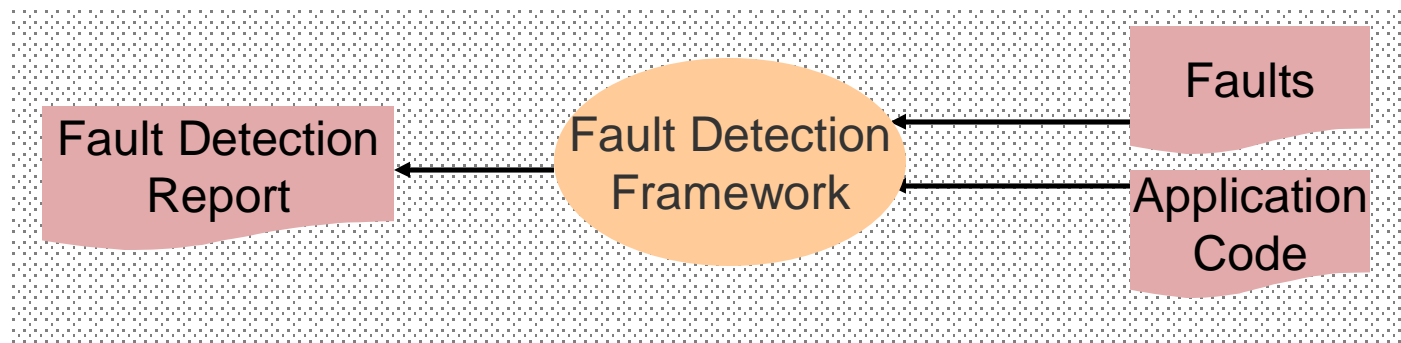 Fault Detection
Report
Fault Detection
Framework
Faults
Application
Code